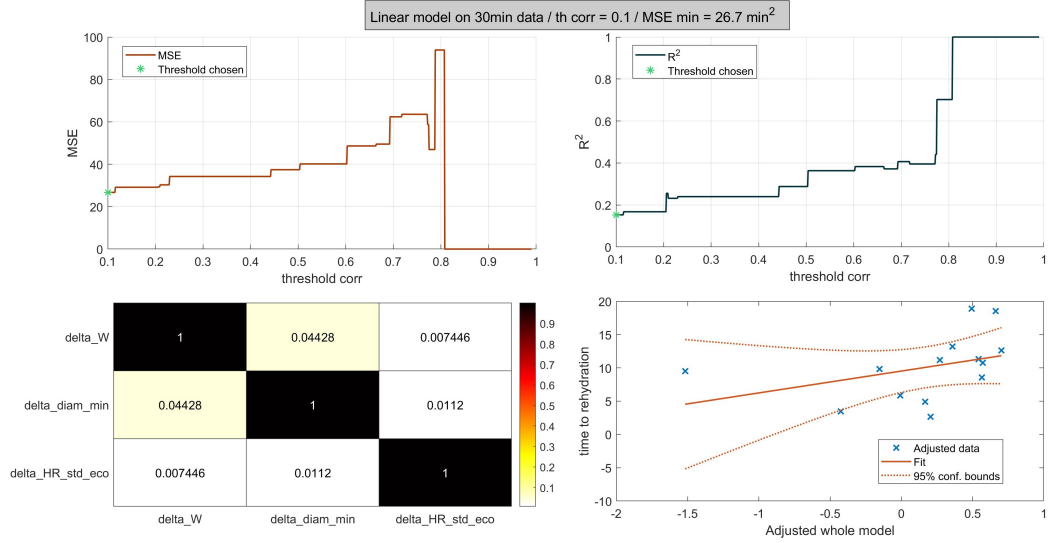 Linear model on 30min data / th corr = 0.1 / MSE min = 26.7 min²
MSE
Threshold chosen
100
80
60
40
20
0
MSE
0.1 0.2 0.3 0.4 0.5 0.6 0.7 0.8 0.9 1
threshold corr
R²
Threshold chosen
1
0.8
0.6
0.4
0.2
0
R²
0.1 0.2 0.3 0.4 0.5 0.6 0.7 0.8 0.9 1
threshold corr
delta_W
1 0.04428 0.007446
delta_diam_min
0.04428 1 0.0112
delta_HR_std_eco
0.007446 0.0112 1
delta_W delta_diam_min delta_HR_std_eco
0.9
0.8
0.7
0.6
0.5
0.4
0.3
0.2
0.1
20
15
10
5
0
-5
-10
time to rehydration
Adjusted data
Fit
95% conf. bounds
-2 -1.5 -1 -0.5 0 0.5 1
Adjusted whole model